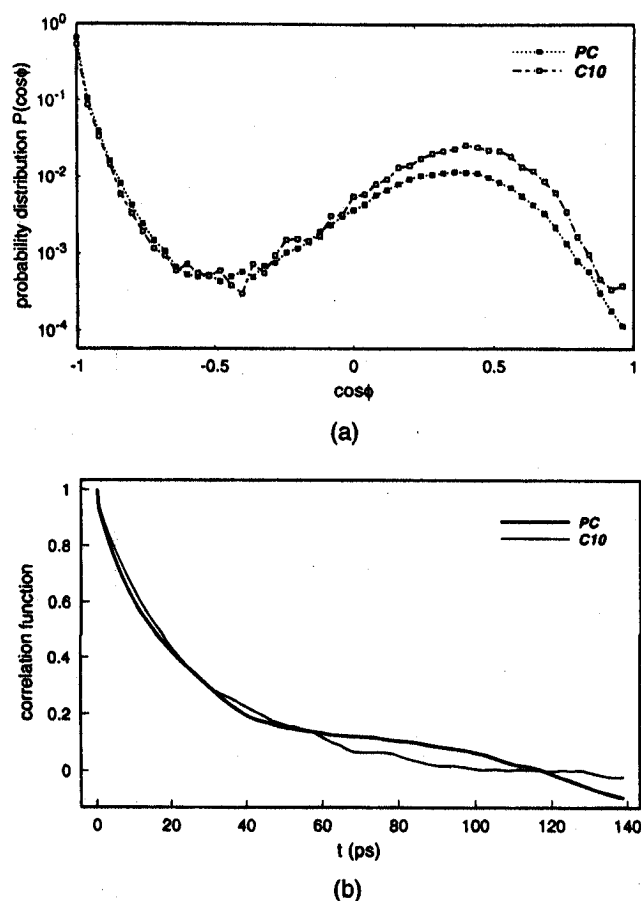 10⁰
10⁻¹
10⁻²
10⁻³
10⁻⁴
probability distribution P(cosϕ)
PC
C10
-1
-0.5
0
0.5
1
cosϕ
(a)
1
0.8
0.6
0.4
0.2
0
correlation function
PC
C10
0
20
40
60
80
100
120
140
t (ps)
(b)